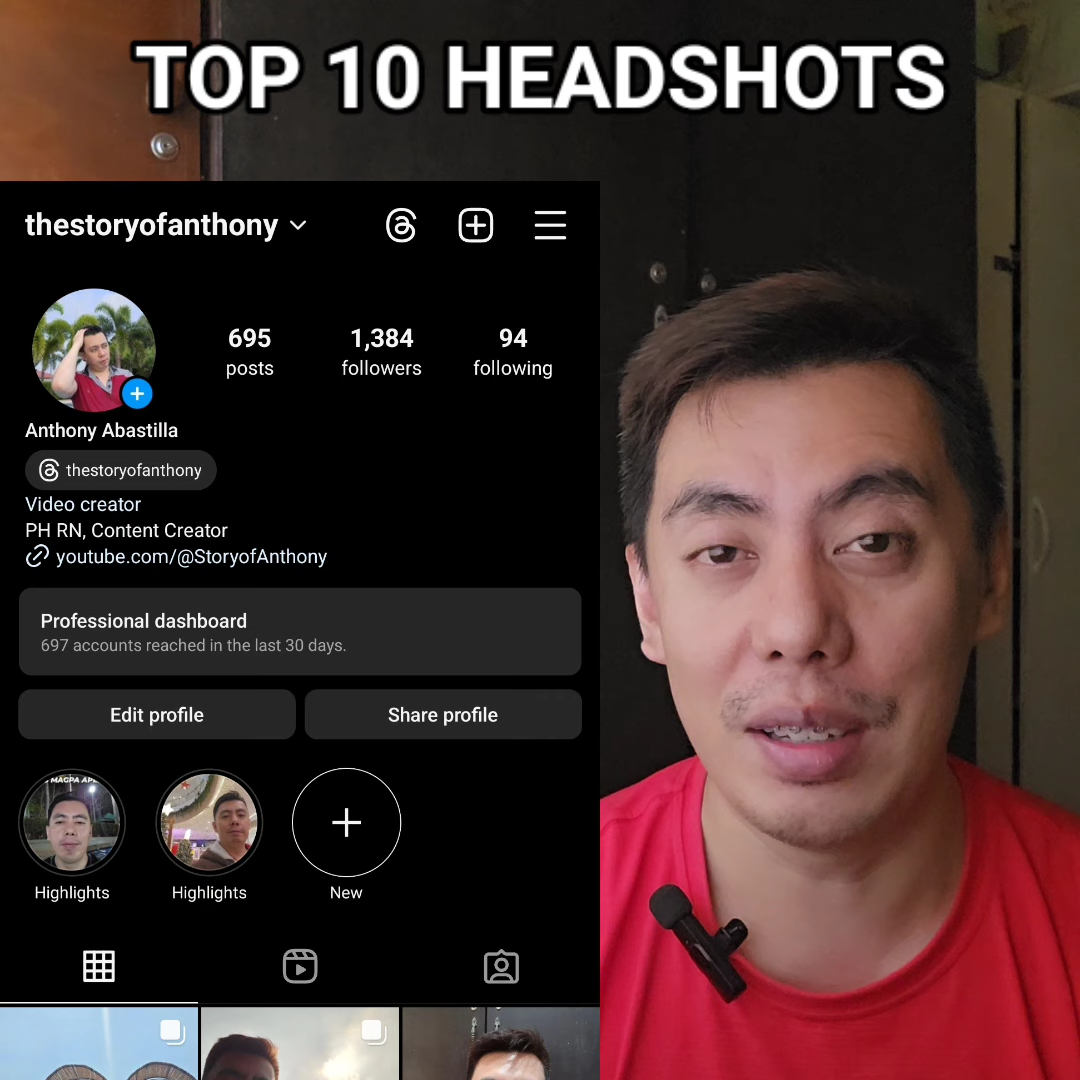 TOP 10 HEADSHOTS
thestoryofanthony
695 1,384 94
posts followers following
Anthony Abastilla
thestoryofanthony
Video creator
PH RN, Content Creator
youtube.com/@StoryofAnthony
Professional dashboard
697 accounts reached in the last 30 days.
Edit profile Share profile
Highlights Highlights New